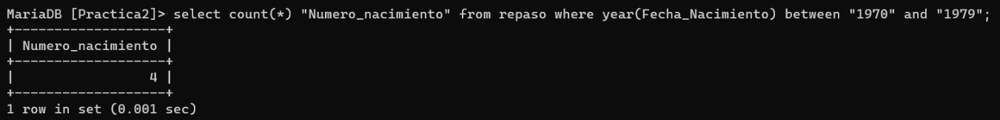 MariaDB [Practica2]> select count(*) "Numero_nacimiento" from repaso where year(Fecha_Nacimiento) between "1970" and "1979";
+-------------------+
| Numero_nacimiento |
+-------------------+
|                 4 |
+-------------------+
1 row in set (0.001 sec)